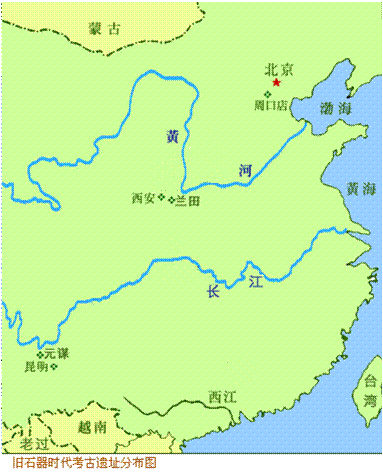 蒙古
北京
周口店
渤海
黄
河
黄海
西安
兰田
长
江
元谋
昆明
西江
台湾
越南
老过
旧石器时代考古遗址分布图